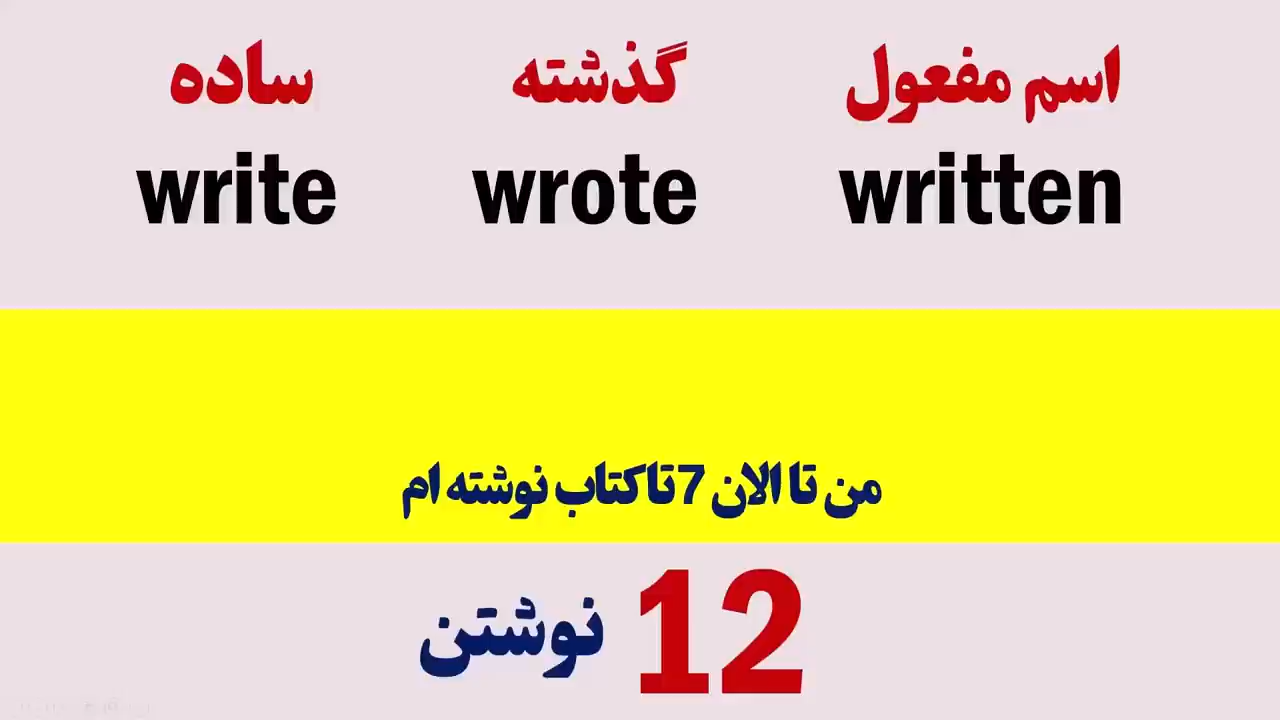 ساده گذشته اسم مفعول
write wrote written
من تا الان 7 تا کتاب نوشته ام
12 نوشتن